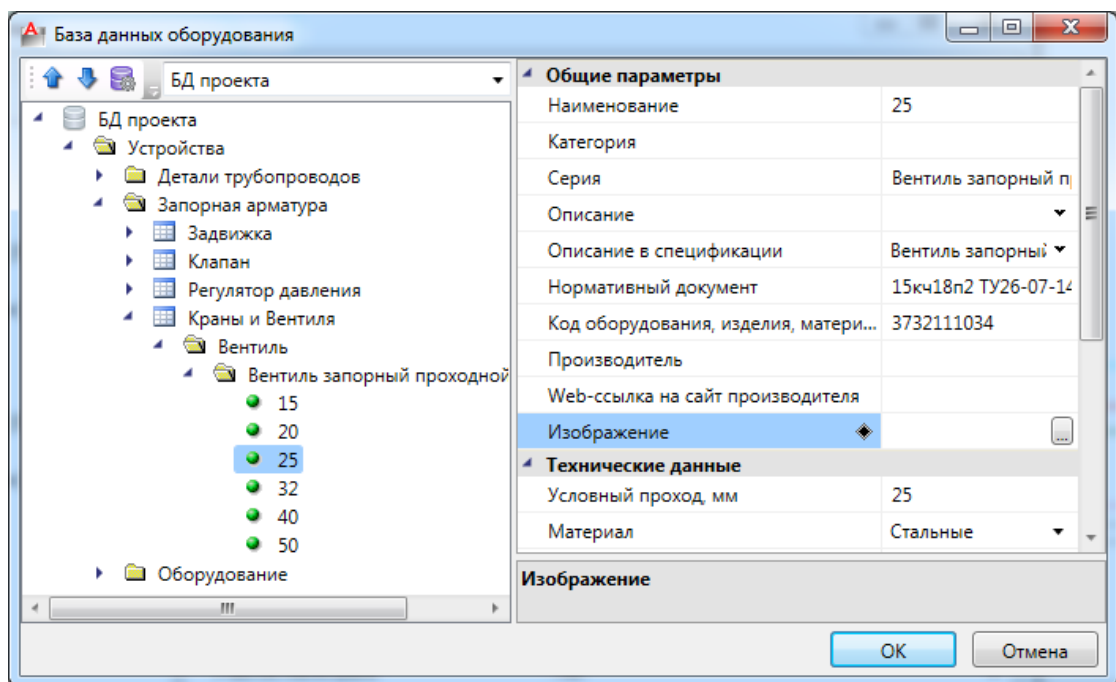 База данных оборудования
БД проекта
БД проекта
Устройства
Детали трубопроводов
Запорная арматура
Задвижка
Клапан
Регулятор давления
Краны и Вентиля
Вентиль
Вентиль запорный проходной
15
20
25
32
40
50
Оборудование
Общие параметры
Наименование 25
Категория
Серия Вентиль запорный
Описание
Описание в спецификации Вентиль запорный
Нормативный документ 15кч18п2 ТУ26-07-14
Код оборудования, изделия, матери... 3732111034
Производитель
Web-ссылка на сайт производителя
Изображение ...
Технические данные
Условный проход, мм 25
Материал Стальные
Изображение
OK Отмена